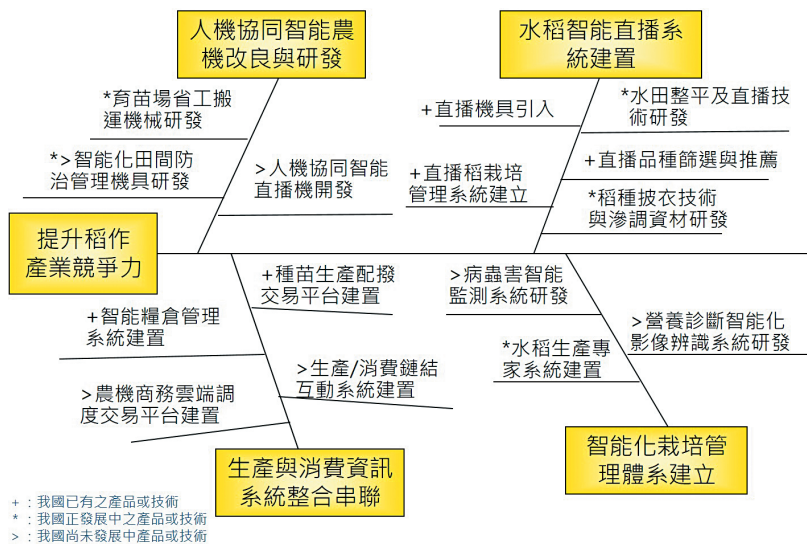 人機協同智能農
機改良與研發
水稻智能直播系
統建置
*育苗場省工搬
運機械研發
*>智能化田間防
治管理機具研發
>人機協同智能
直播機開發
+直播機具引入
+直播稻栽培
管理系統建立
*水田整平及直播技
術研發
+直播品種篩選與推薦
*稻種披衣技術
與滲調資材研發
提升稻作
產業競爭力
+種苗生產配撥
交易平台建置
+智能糧倉管理
系統建置
>生產/消費鏈結
互動系統建置
>農機商務雲端調
度交易平台建置
>病蟲害智能
監測系統研發
>營養診斷智能化
影像辨識系統研發
*水稻生產專
家系統建置
生產與消費資訊
系統整合串聯
智能化栽培管
理體系建立
+ : 我國已有之產品或技術
* : 我國正發展中之產品或技術
> : 我國尚未發展中產品或技術